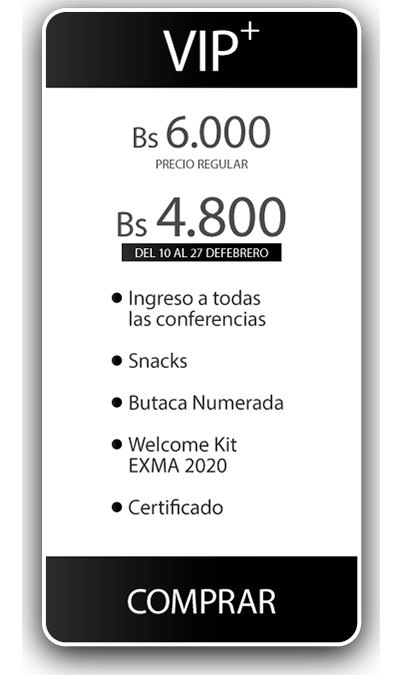 VIP+
Bs 6.000
PRECIO REGULAR
Bs 4.800
DEL 10 AL 27 DEFEBRERO
• Ingreso a todas
las conferencias
• Snacks
• Butaca Numerada
• Welcome Kit
EXMA 2020
• Certificado
COMPRAR